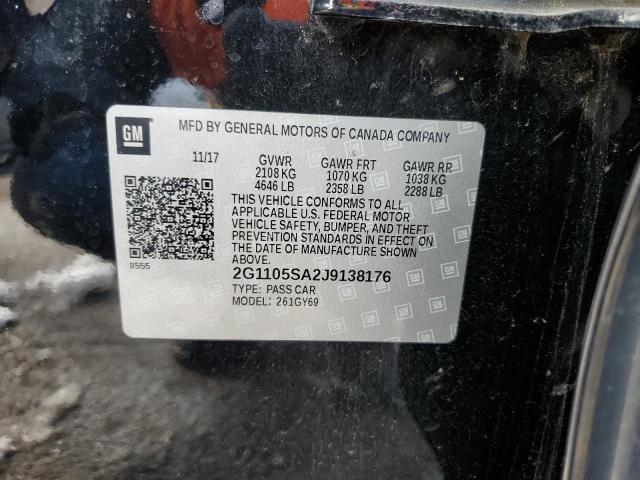 GM
MFD BY GENERAL MOTORS OF CANADA COMPANY
11/17 GVWR GAWR FRT GAWR RR
2108 KG 1070 KG 1038 KG
4646 LB 2358 LB 2288 LB
THIS VEHICLE CONFORMS TO ALL
APPLICABLE U.S. FEDERAL MOTOR
VEHICLE SAFETY, BUMPER, AND THEFT
PREVENTION STANDARDS IN EFFECT ON
THE DATE OF MANUFACTURE SHOWN
ABOVE.
8555
2G1105SA2J9138176
TYPE: PASS CAR
MODEL: 261GY69